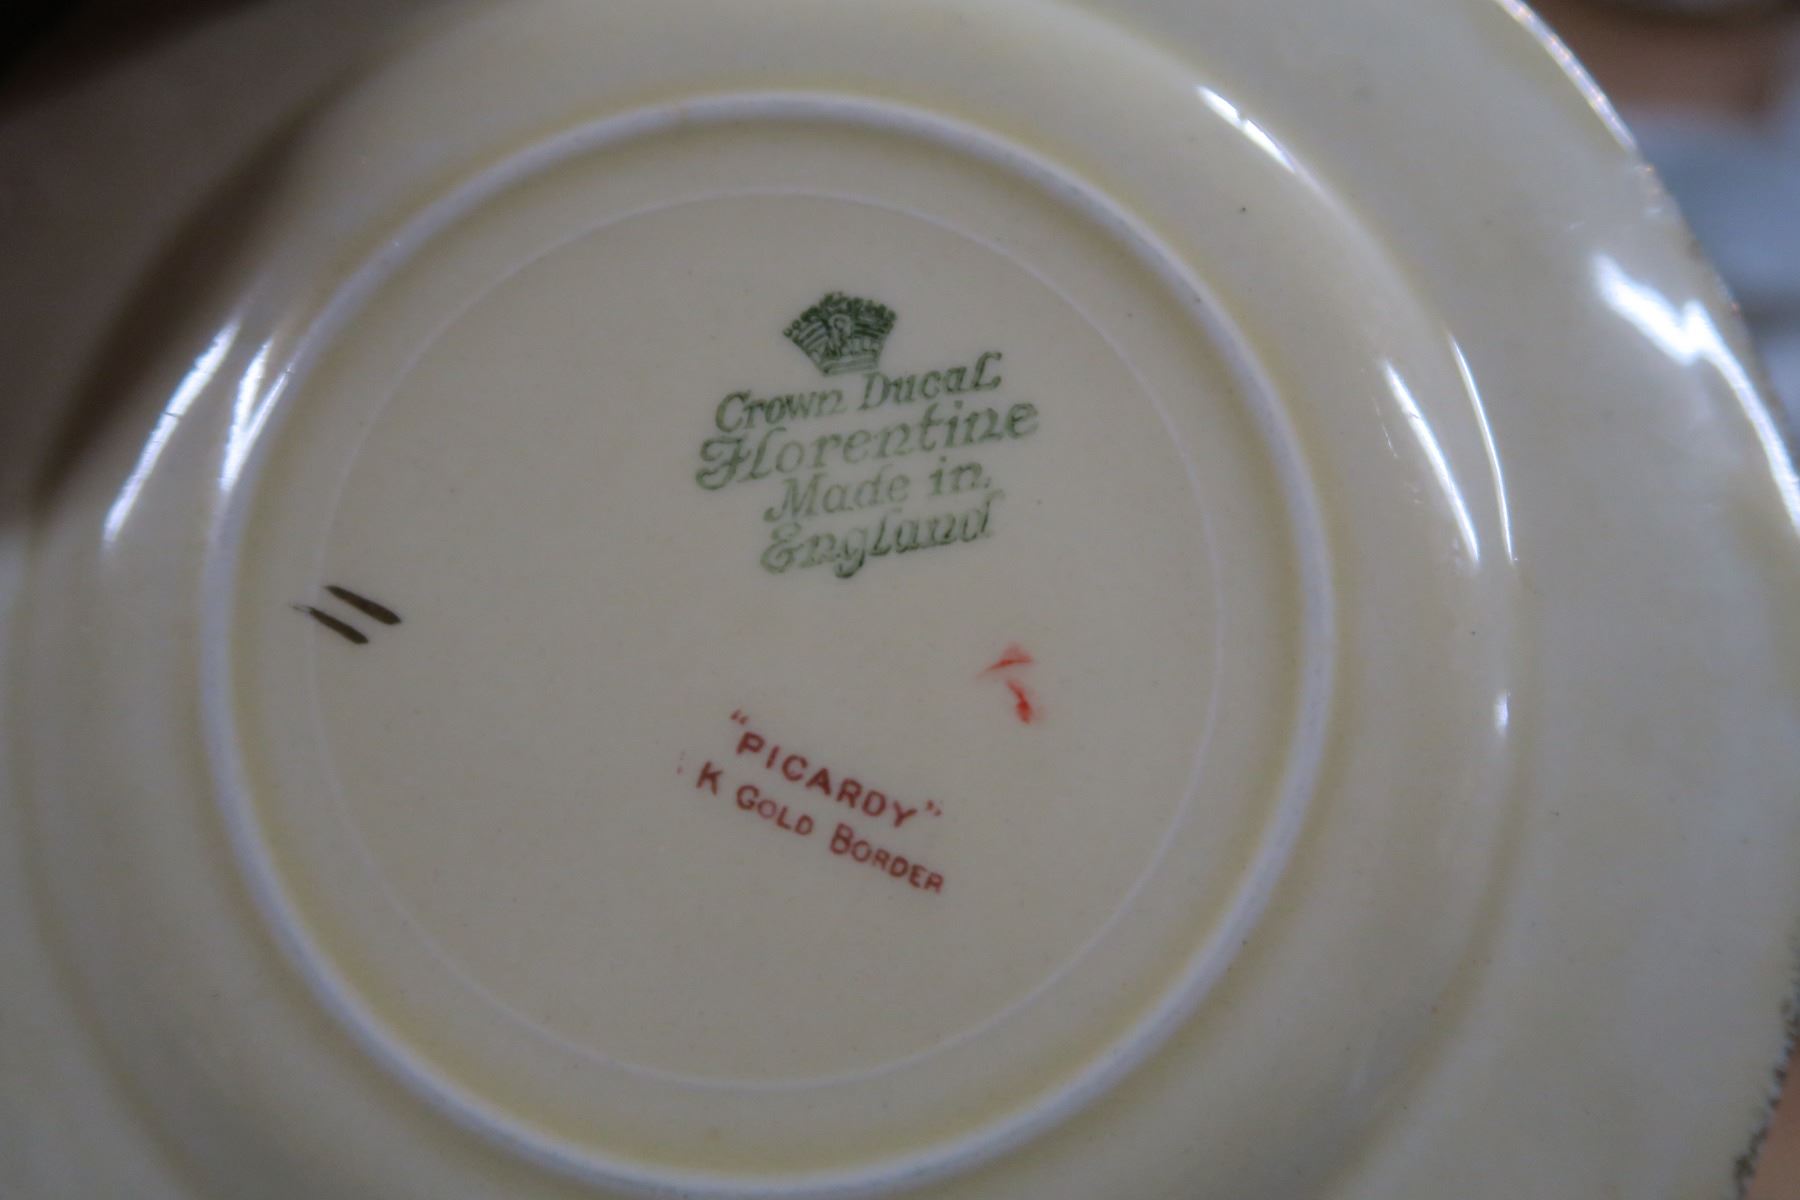 Crown Ducal
Florentine
Made in
England
"PICARDY"
K GOLD BORDER